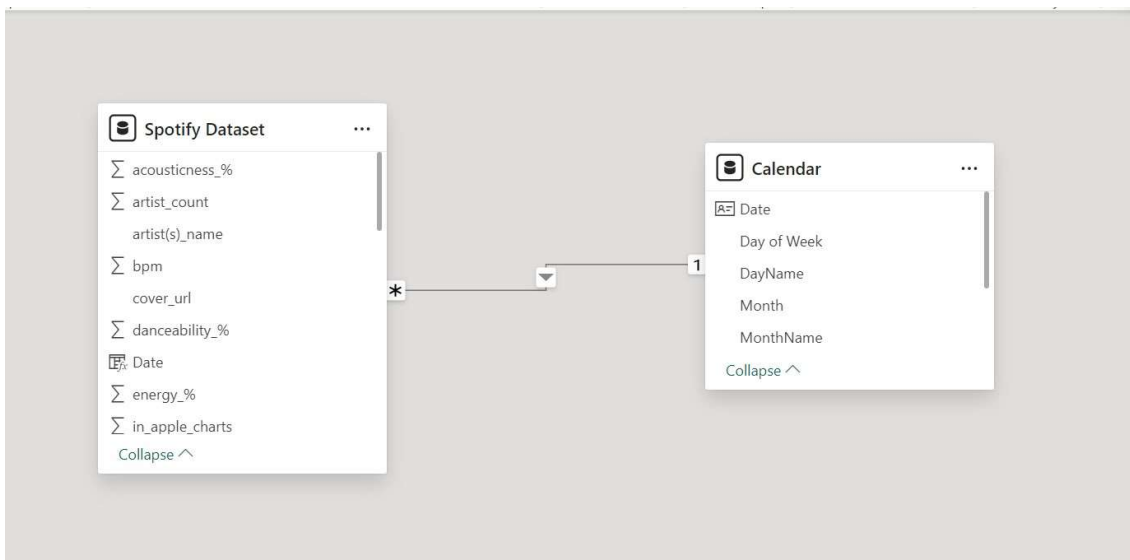 Spotify Dataset
acousticness_%
artist_count
artist(s)_name
bpm
cover_url
danceability_%
Date
energy_%
in_apple_charts
Collapse
*
1
Calendar
Date
Day of Week
DayName
Month
MonthName
Collapse